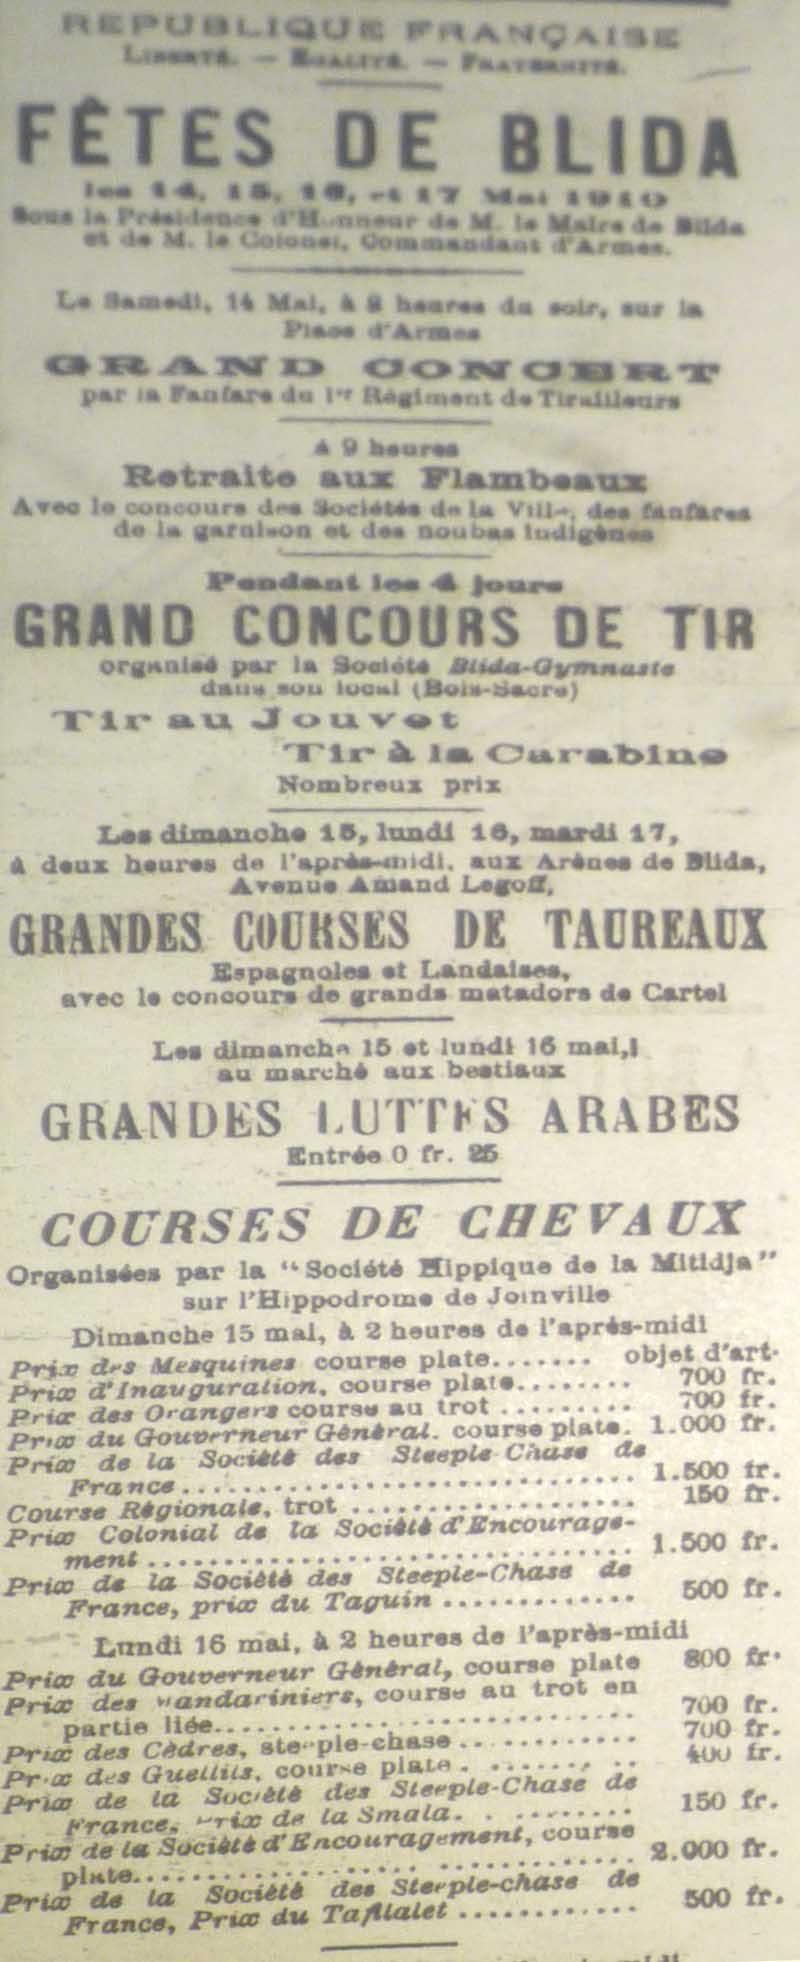 REPUBLIQUE FRANÇAISE
LIBERTÉ. — EGALITÉ. — FRATERNITÉ.
FÊTES DE BLIDA
les 14, 15, 16, et 17 Mai 1910
Sous la Présidence d'Honneur de M. le Maire de Blida
et de M. le Colonel, Commandant d'Armes.
Le Samedi, 14 Mai, à 8 heures du soir, sur la
Place d'Armes
GRAND CONCERT
par la Fanfare du 1er Régiment de Tirailleurs
A 9 heures
Retraite aux Flambeaux
Avec le concours des Sociétés de la Ville, des fanfares
de la garnison et des noubas indigènes
Pendant les 4 jours
GRAND CONCOURS DE TIR
organisé par la Société Blida-Gymnaste
dans son local (Bois-Sacré)
Tir au Jouvet
Tir à la Carabine
Nombreux prix
Les dimanche 15, lundi 16, mardi 17,
à deux heures de l'après-midi, aux Arènes de Blida,
Avenue Amand Legoff,
GRANDES COURSES DE TAUREAUX
Espagnoles et Landaises,
avec le concours de grands matadors de Cartel
Les dimanche 15 et lundi 16 mai,
au marché aux bestiaux
GRANDES LUTTES ARABES
Entrée 0 fr. 25
COURSES DE CHEVAUX
Organisées par la "Société Hippique de la Mitidja"
sur l'Hippodrome de Joinville
Dimanche 15 mai, à 2 heures de l'après-midi
Prix des Mesquines course plate....... objet d'art.
Prix d'Inauguration, course plate........ 700 fr.
Prix des Orangers course au trot ......... 700 fr.
Prix du Gouverneur Général. course plate. 1.000 fr.
Prix de la Société des Steeple Chase de
France................................ 1.500 fr.
Course Régionale, trot ................... 150 fr.
Prix Colonial de la Société d'Encourage-
ment .................................. 1.500 fr.
Prix de la Société des Steeple-Chase de
France, prix du Taguin ............. 500 fr.
Lundi 16 mai, à 2 heures de l'après-midi
Prix du Gouverneur Général, course plate 800 fr.
Prix des Mandariniers, course au trot en
partie liée............................. 700 fr.
Prix des Cèdres, steeple-chase ............ 700 fr.
Prix des Guellils, course plate . ....... .. 400 fr.
Prix de la Société des Steeple-Chase de
France, Prix de la Smala. . ........ 150 fr.
Prix de la Société d'Encouragement, course
plate................................. 2.000 fr.
Prix de la Société des Steeple-chase de
France, Prix du Tafilalet ............. 500 fr.